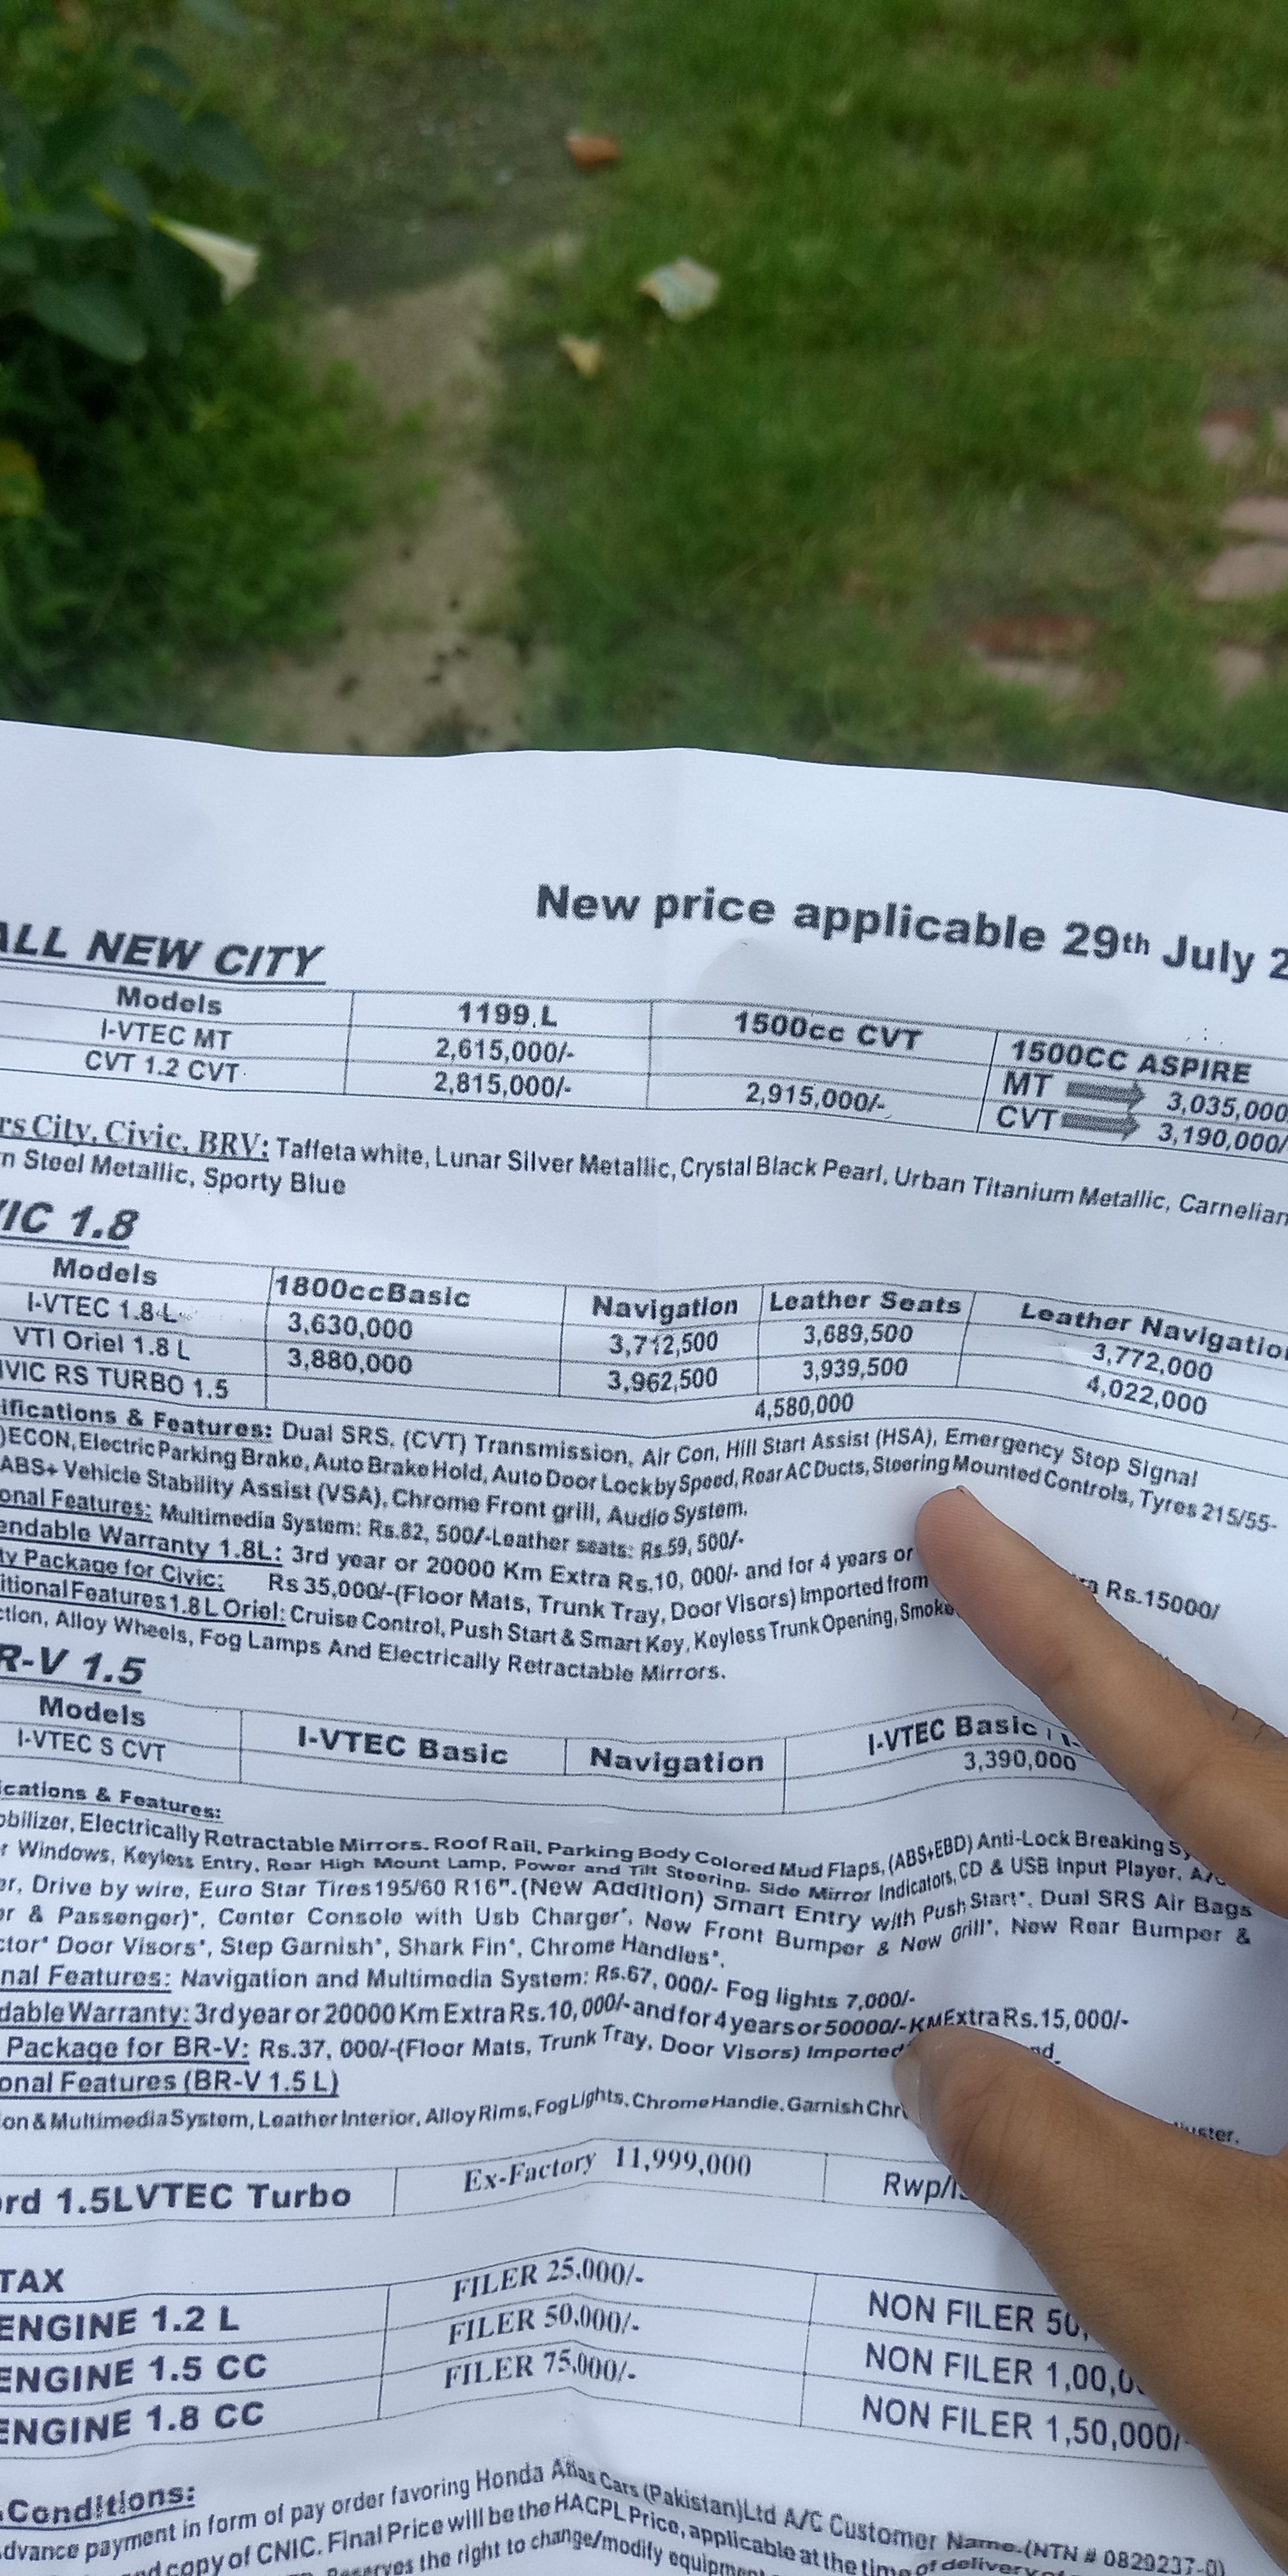 New price applicable 29th July
ALL NEW CITY
Models 1199.L 1500cc CVT 1500CC ASPIRE
I-VTEC MT 2,615,000/- MT 3,035,000
CVT 1.2 CVT 2,815,000/- 2,915,000/- CVT 3,190,000/-
rs City, Civic, BRV: Taffeta white, Lunar Silver Metallic, Crystal Black Pearl, Urban Titanium Metallic, Carnelian
rn Steel Metallic, Sporty Blue
VIC 1.8
Models 1800ccBasic Navigation Leather Seats Leather Navigatio
I-VTEC 1.8 L 3,630,000 3,712,500 3,689,500 3,772,000
VTI Oriel 1.8 L 3,880,000 3,962,500 3,939,500 4,022,000
IVIC RS TURBO 1.5 4,580,000
ifications & Features: Dual SRS, (CVT) Transmission, Air Con, Hill Start Assist (HSA), Emergency Stop Signal
)ECON, Electric Parking Brake, Auto Brake Hold, Auto Door Lock by Speed, Rear AC Ducts, Steering Mounted Controls, Tyres 215/55-
ABS+ Vehicle Stability Assist (VSA), Chrome Front grill, Audio System.
onal Features: Multimedia System: Rs.82, 500/-Leather seats: Rs.59, 500/-
endable Warranty 1.8L: 3rd year or 20000 Km Extra Rs.10, 000/- and for 4 years or Rs.15000/
ty Package for Civic: Rs 35,000/-(Floor Mats, Trunk Tray, Door Visors) Imported from
itional Features 1.8 L Oriel: Cruise Control, Push Start & Smart Key, Keyless Trunk Opening, Smoke
ction, Alloy Wheels, Fog Lamps And Electrically Retractable Mirrors.
R-V 1.5
Models I-VTEC Basic Navigation I-VTEC Basic
I-VTEC S CVT 3,390,000
ications & Features:
obilizer, Electrically Retractable Mirrors. Roof Rail, Parking Body Colored Mud Flaps, (ABS+EBD) Anti-Lock Breaking Sy
r Windows, Keyless Entry, Rear High Mount Lamp, Power and Tilt Steering, Side Mirror Indicators, CD & USB Input Player, A/
er, Drive by wire, Euro Star Tires195/60 R16".(New Addition) Smart Entry with Push Start*, Dual SRS Air Bags
er & Passenger)*, Center Console with Usb Charger*, New Front Bumper & New grill*, New Rear Bumper &
ctor* Door Visors*, Step Garnish*, Shark Fin*, Chrome Handles*.
nal Features: Navigation and Multimedia System: Rs.67, 000/- Fog lights 7,000/-
dable Warranty: 3rd year or 20000 Km Extra Rs.10,000/-and for 4 years or 50000/- KM Extra Rs.15,000/-
Package for BR-V: Rs.37, 000/-(Floor Mats, Trunk Tray, Door Visors) Imported nd.
onal Features (BR-V 1.5 L)
ion & Multimedia System, Leather Interior, Alloy Rims, Fog Lights, Chrome Handle, Garnish Chr uster.
ord 1.5LVTEC Turbo Ex-Factory 11,999,000 Rwp/Is
TAX
ENGINE 1.2 L FILER 25,000/- NON FILER 50,
ENGINE 1.5 CC FILER 50,000/- NON FILER 1,00,0
ENGINE 1.8 CC FILER 75,000/- NON FILER 1,50,000/-
Conditions:
dvance payment in form of pay order favoring Honda Atlas Cars (Pakistan)Ltd A/C Customer Name.(NTN # 0829237-0)
nd copy of CNIC. Final Price will be the HACPL Price, applicable at the time of delivery
Reserves the right to change/modify equipment